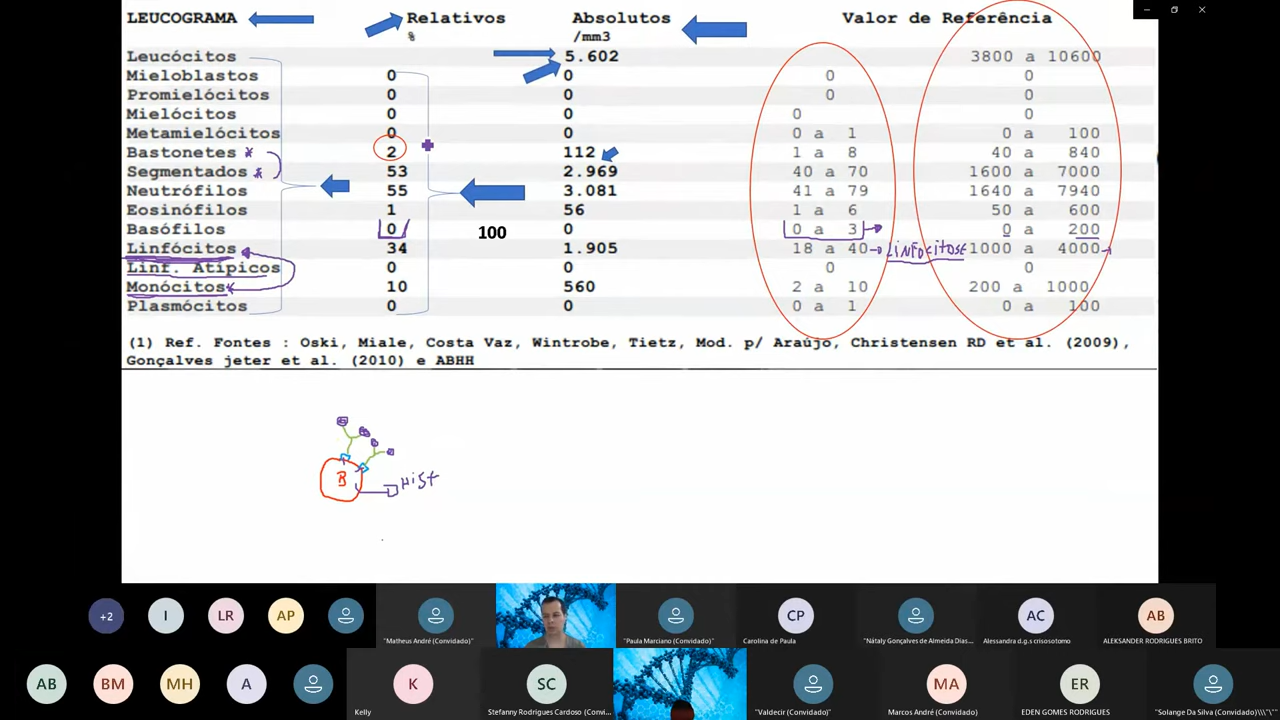 LEUCOGRAMA Relativos Absolutos Valor de Referência
% /mm3
Leucócitos 5.602 3800 a 10600
Mieloblastos 0 0 0 0
Promielócitos 0 0 0 0
Mielócitos 0 0 0 0
Metamielócitos 0 0 0 a 1 0 a 100
Bastonetes 2 112 1 a 8 40 a 840
Segmentados 53 2.969 40 a 70 1600 a 7000
Neutrófilos 55 3.081 41 a 79 1640 a 7940
Eosinófilos 1 56 1 a 6 50 a 600
Basófilos 0 0 0 a 3 0 a 200
100
Linfócitos 34 1.905 18 a 40 Linfocitose 1000 a 4000
Linf. Atípicos 0 0 0 0
Monócitos 10 560 2 a 10 200 a 1000
Plasmócitos 0 0 0 a 1 0 a 100
(1) Ref. Fontes : Oski, Miale, Costa Vaz, Wintrobe, Tietz, Mod. p/ Araújo, Christensen RD et al. (2009),
Gonçalves jeter et al. (2010) e ABHH
B Hist
+2 I LR AP CP AC AB
"Matheus André (Convidado)" "Paula Marciano (Convidado)" Carolina de Paula "Nátaly Gonçalves de Almeida Dias... Alessandra d.g.s crisosotomo ALEKSANDER RODRIGUES BRITO
AB BM MH A K SC MA ER
Kelly Stefanny Rodrigues Cardoso (Convi... "Valdecir (Convidado) Marcos André (Convidado) EDEN GOMES RODRIGUES "Solange Da Silva (Convidado)\\\"\"